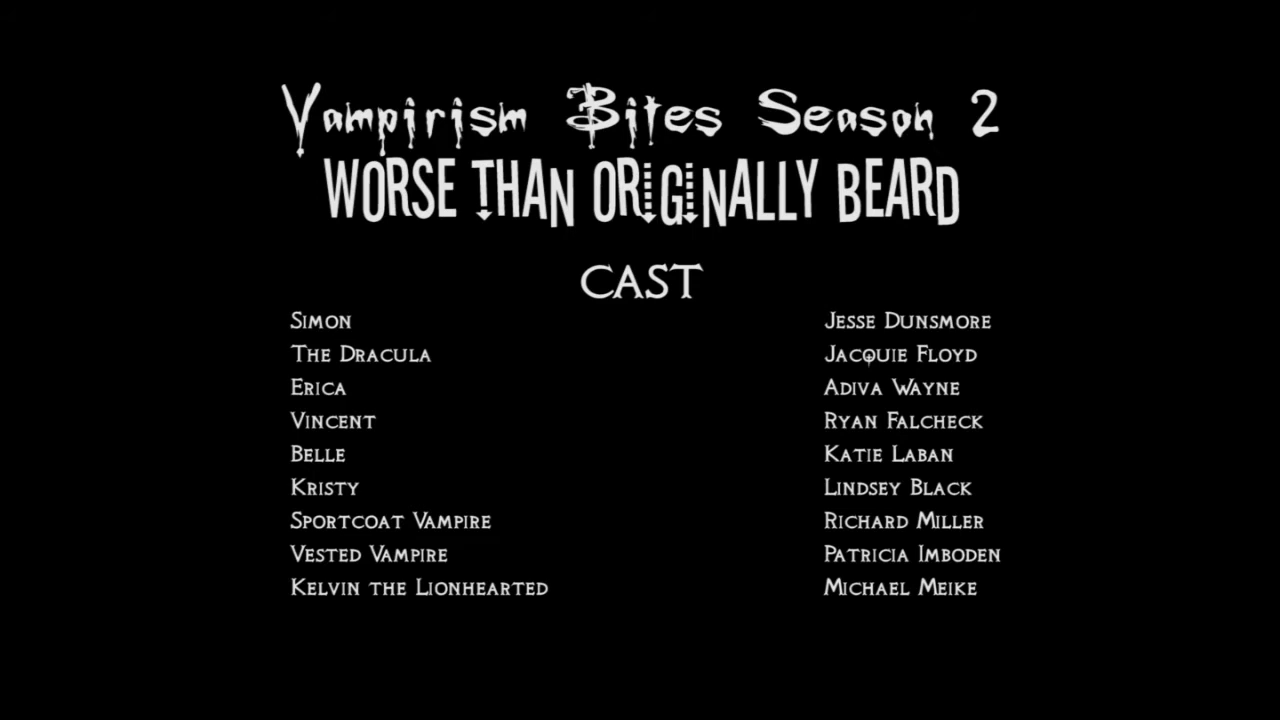 Vampirism Bites Season 2
WORSE THAN ORIGINALLY BEARD
CAST
SIMON JESSE DUNSMORE
THE DRACULA JACQUIE FLOYD
ERICA ADIVA WAYNE
VINCENT RYAN FALCHECK
BELLE KATIE LABAN
KRISTY LINDSEY BLACK
SPORTCOAT VAMPIRE RICHARD MILLER
VESTED VAMPIRE PATRICIA IMBODEN
KELVIN THE LIONHEARTED MICHAEL MEIKE